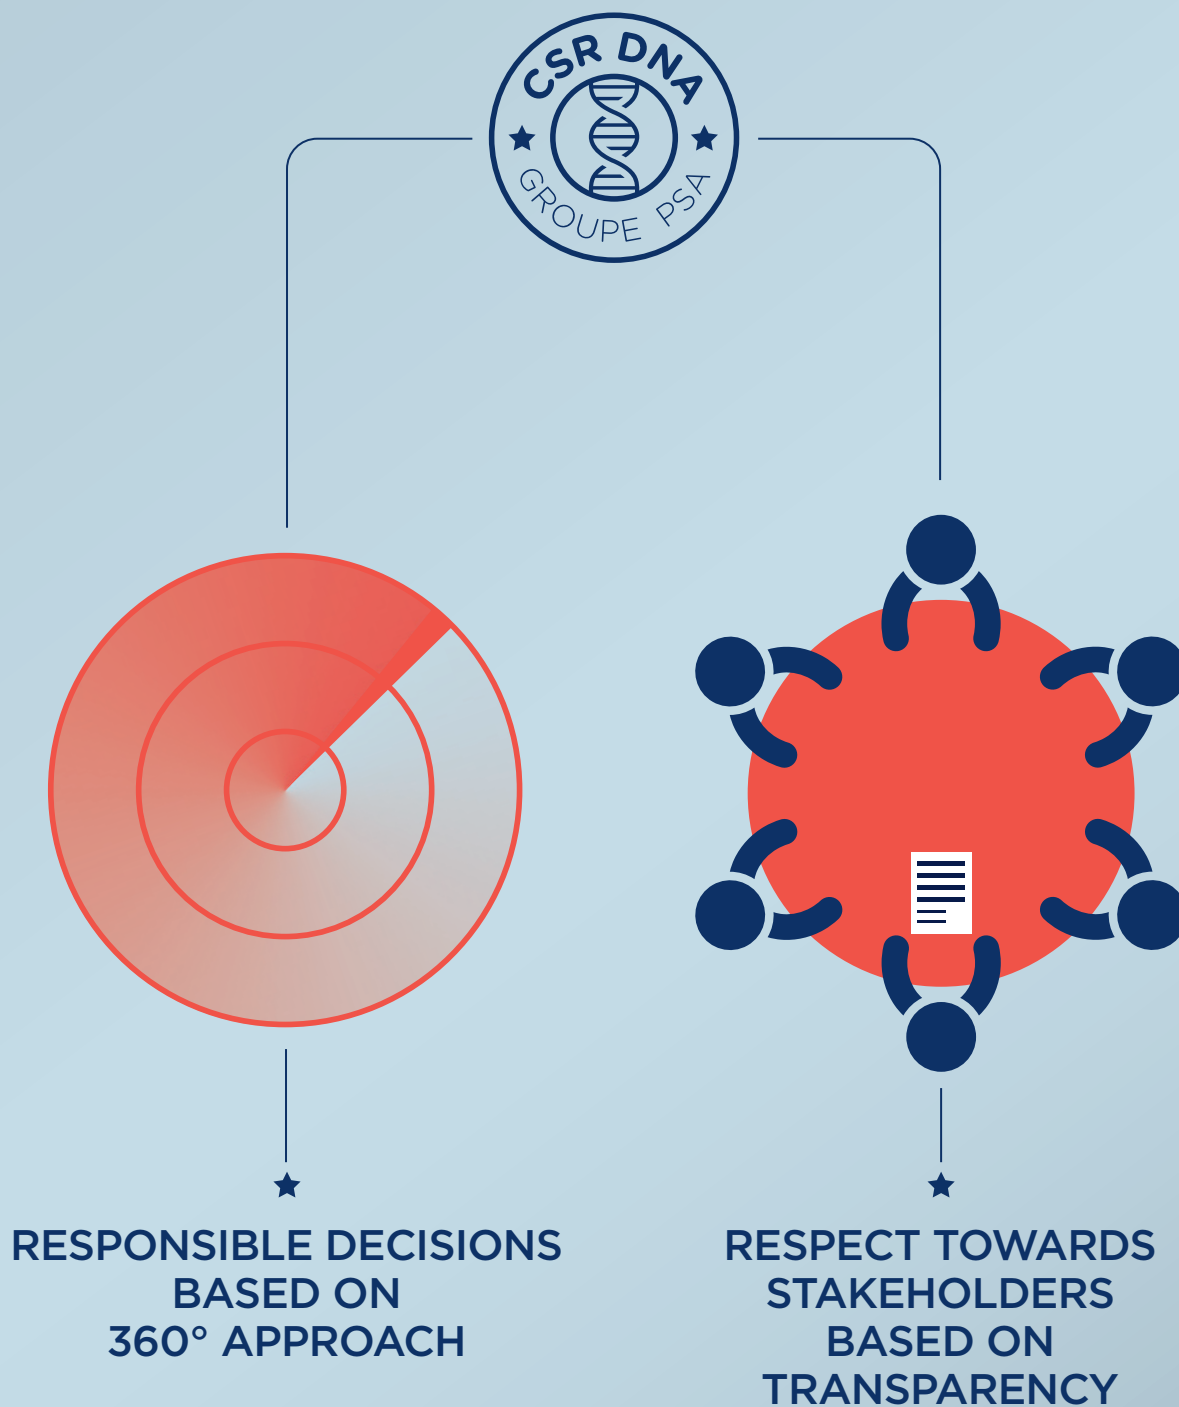 CSR DNA
GROUPE PSA
RESPONSIBLE DECISIONS
BASED ON
360° APPROACH
RESPECT TOWARDS
STAKEHOLDERS
BASED ON
TRANSPARENCY